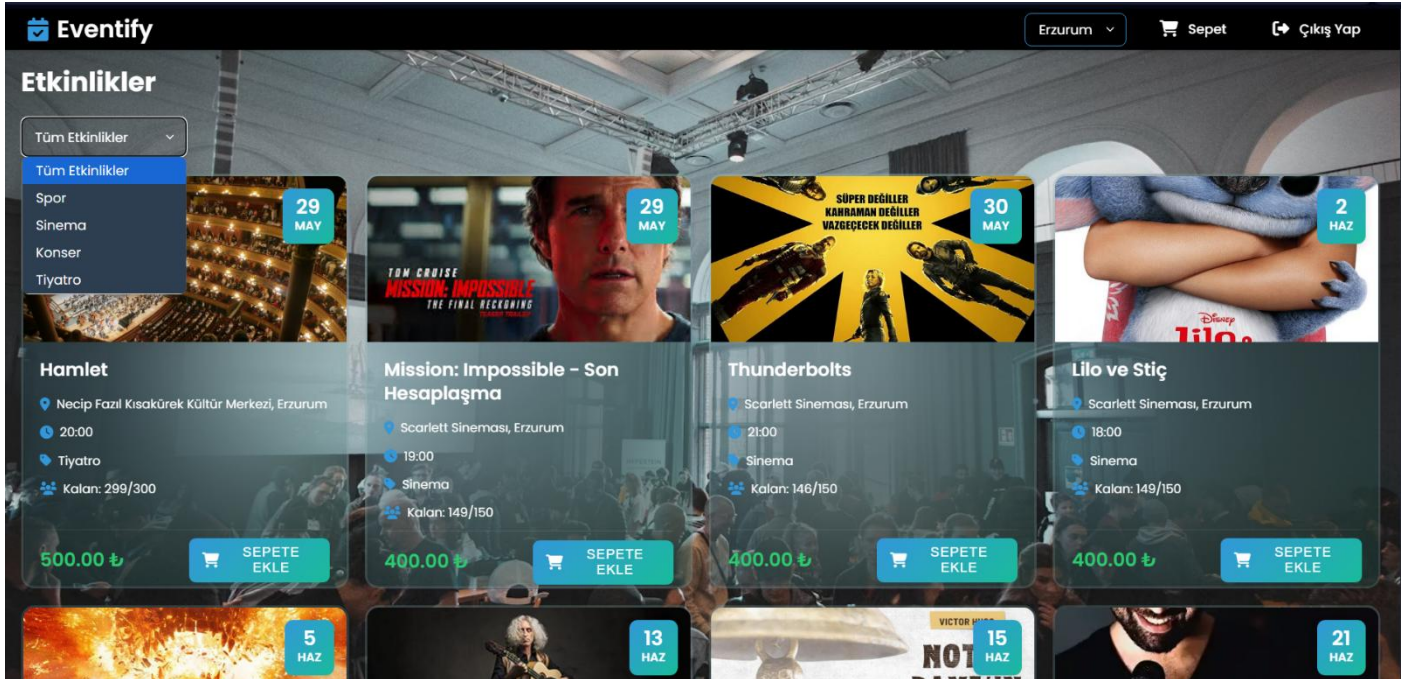 Eventify
Erzurum
Sepet
Çıkış Yap
Etkinlikler
Tüm Etkinlikler
Tüm Etkinlikler
Spor
Sinema
Konser
Tiyatro
29
MAY
TOM CRUISE
MISSION: IMPOSSIBLE
THE FINAL RECKONING
TEASER TRAILER
29
MAY
SÜPER DEĞİLLER
KAHRAMAN DEĞİLLER
VAZGEÇECEK DEĞİLLER
30
MAY
Disney
2
HAZ
Hamlet
Necip Fazıl Kısakürek Kültür Merkezi, Erzurum
20:00
Tiyatro
Kalan: 299/300
500.00 ₺
SEPETE
EKLE
Mission: Impossible - Son
Hesaplaşma
Scarlett Sineması, Erzurum
19:00
Sinema
Kalan: 149/150
400.00 ₺
SEPETE
EKLE
Thunderbolts
Scarlett Sineması, Erzurum
21:00
Sinema
Kalan: 146/150
400.00 ₺
SEPETE
EKLE
Lilo ve Stiç
Scarlett Sineması, Erzurum
18:00
Sinema
Kalan: 149/150
400.00 ₺
SEPETE
EKLE
5
HAZ
13
HAZ
VICTOR
15
HAZ
21
HAZ